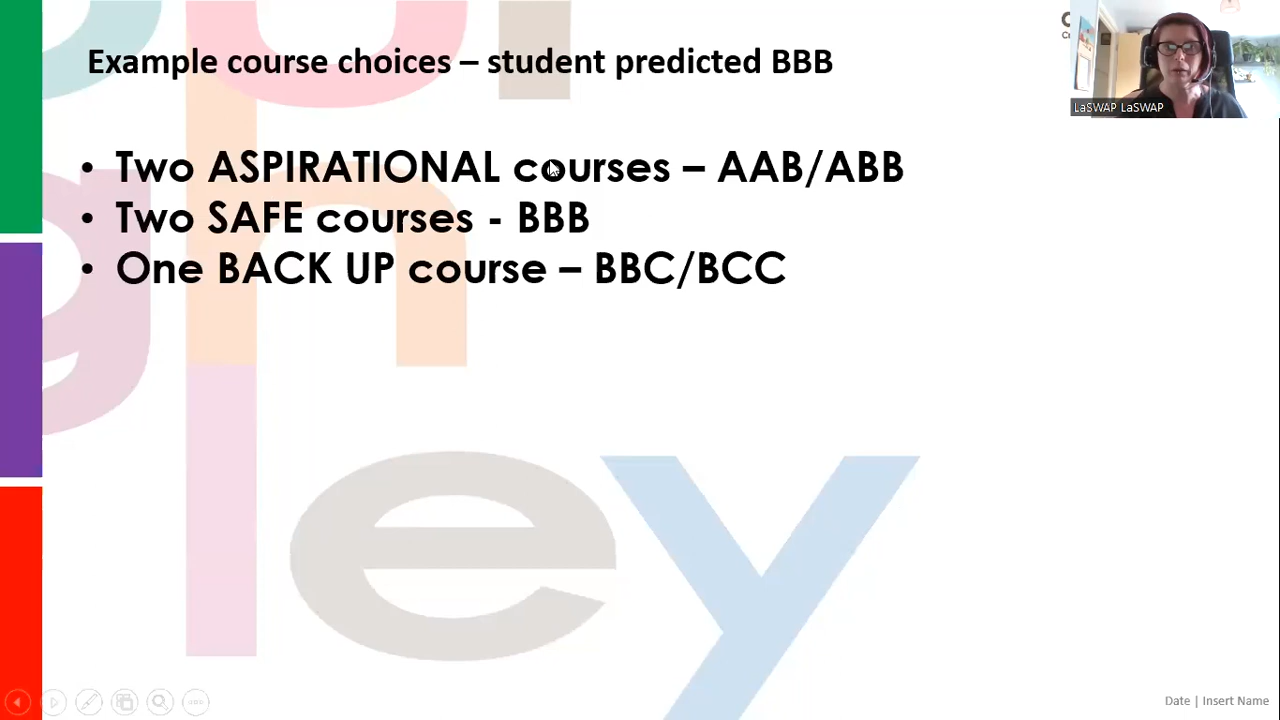 Example course choices – student predicted BBB
• Two ASPIRATIONAL courses – AAB/ABB
• Two SAFE courses - BBB
• One BACK UP course – BBC/BCC
LaSWAP LaSWAP
Date | Insert Name